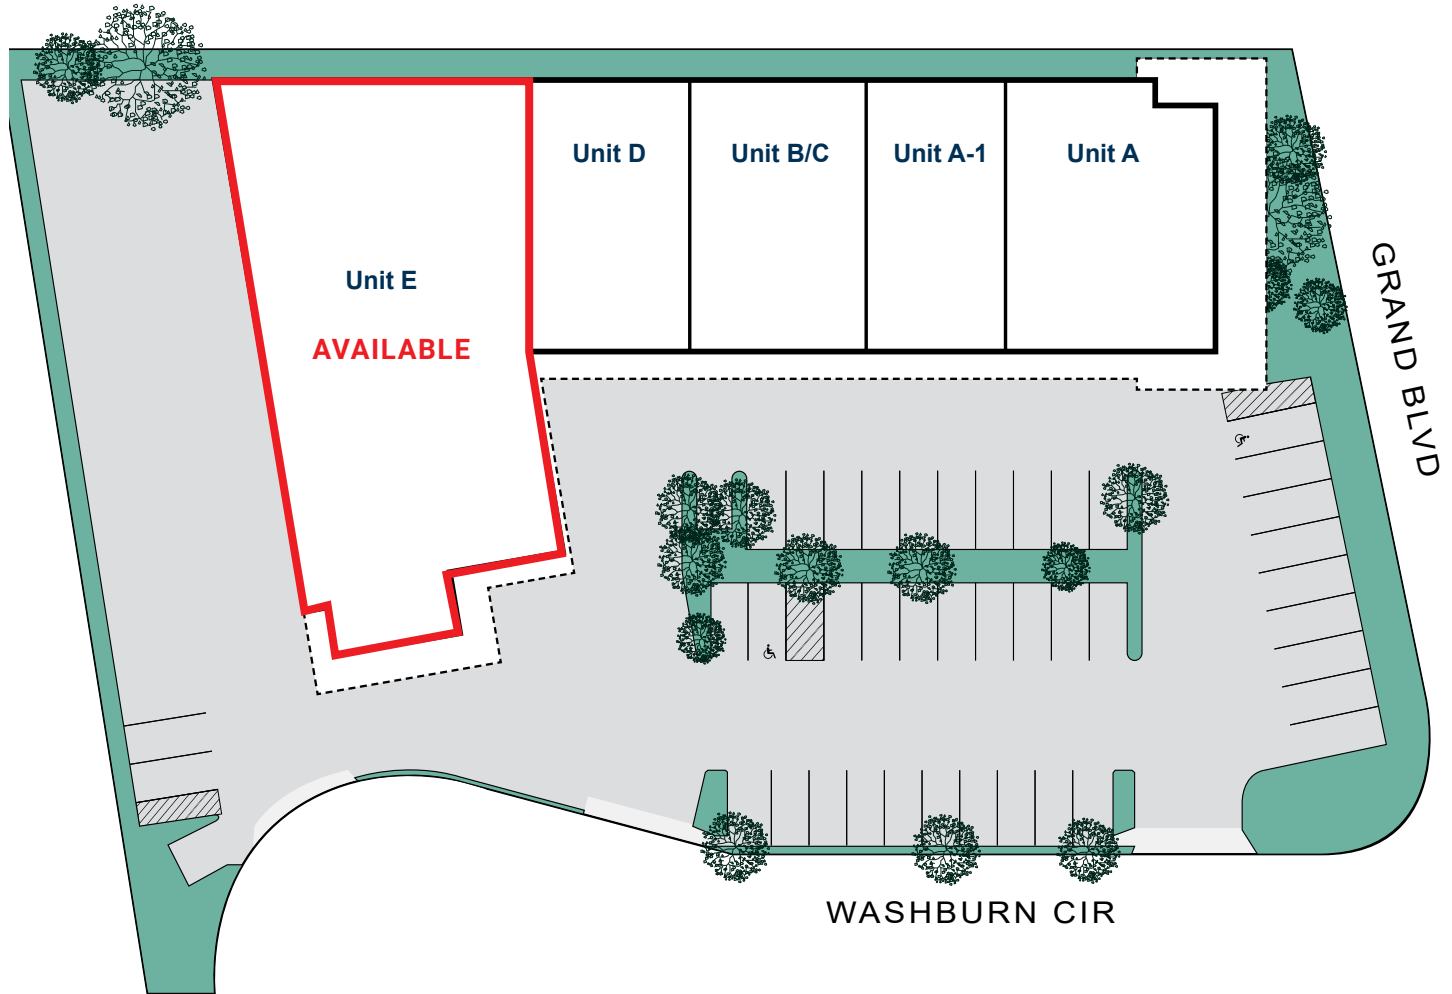 Unit D
Unit B/C
Unit A-1
Unit A
Unit E
AVAILABLE
GRAND BLVD
WASHBURN CIR